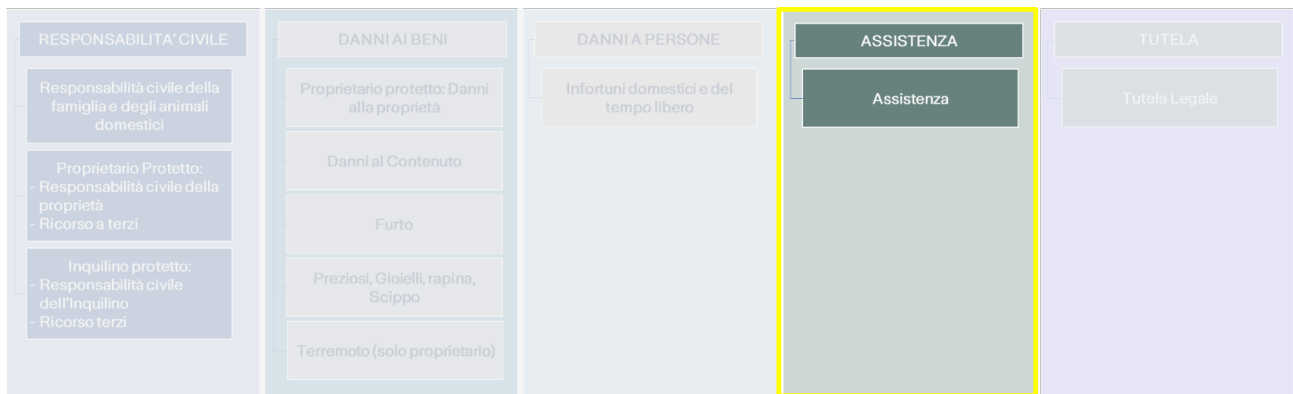 RESPONSABILITA' CIVILE
Responsabilità civile della
famiglia e degli animali
domestici
Proprietario Protetto:
- Responsabilità civile della
proprietà
- Ricorso a terzi
Inquilino protetto:
- Responsabilità civile
dell'Inquilino
- Ricorso terzi
DANNI AI BENI
Proprietario protetto: Danni
alla proprietà
Danni al Contenuto
Furto
Preziosi, Gioielli, rapina,
Scippo
Terremoto (solo proprietario)
DANNI A PERSONE
Infortuni domestici e del
tempo libero
ASSISTENZA
Assistenza
TUTELA
Tutela Legale